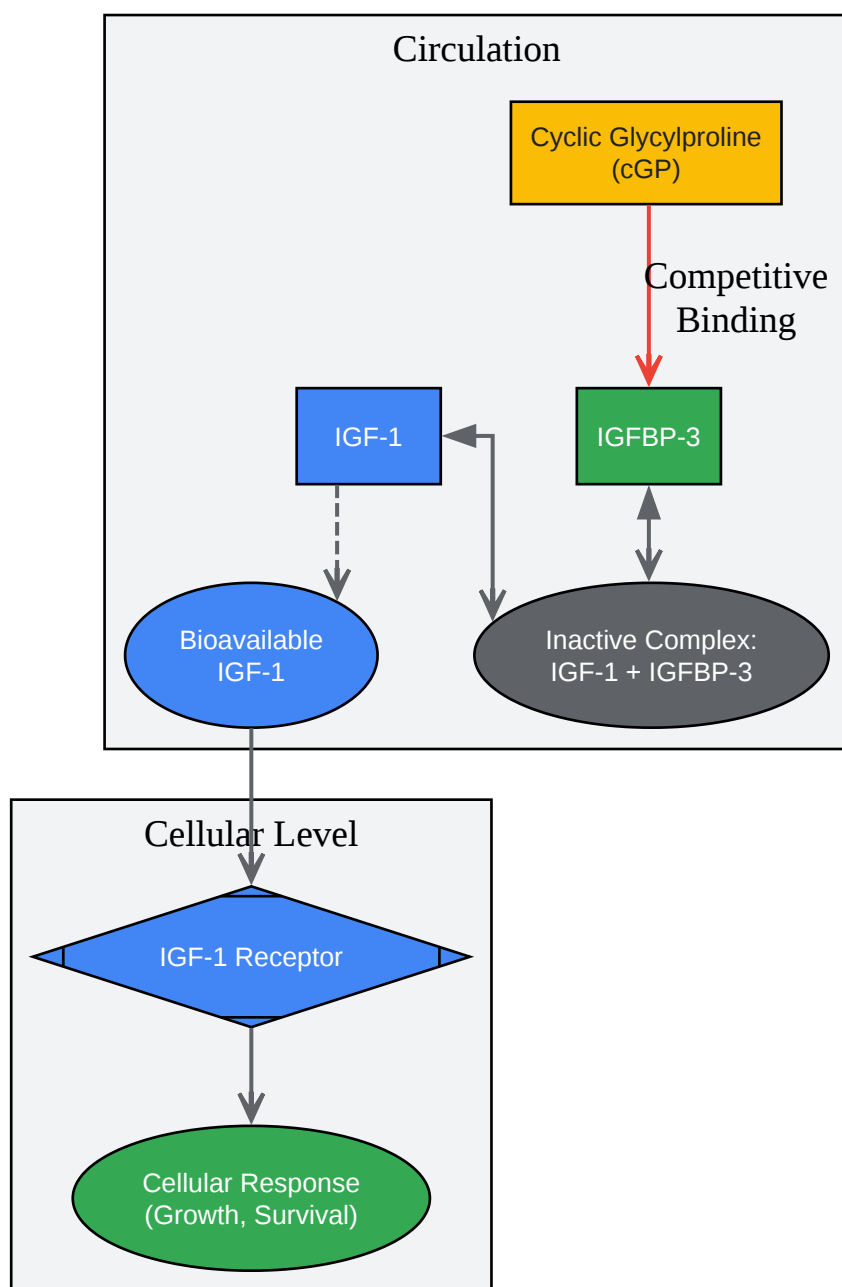 Circulation
Cyclic Glycylproline
(cGP)
Competitive
Binding
IGF-1
IGFBP-3
Bioavailable
IGF-1
Inactive Complex:
IGF-1 + IGFBP-3
Cellular Level
IGF-1 Receptor
Cellular Response
(Growth, Survival)